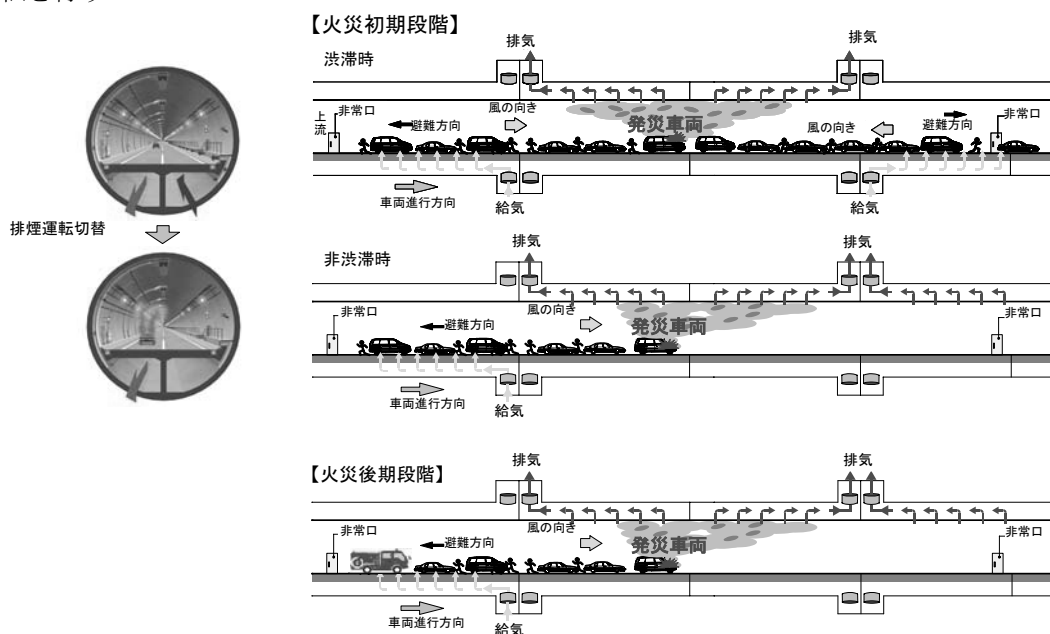 【火災初期段階】
渋滞時
排気
排気
上流
非常口
避難方向
風の向き
発災車両
風の向き
避難方向
非常口
車両進行方向
給気
給気
排煙運転切替
非渋滞時
排気
排気
非常口
避難方向
風の向き
発災車両
非常口
車両進行方向
給気
【火災後期段階】
排気
排気
非常口
避難方向
風の向き
発災車両
非常口
車両進行方向
給気